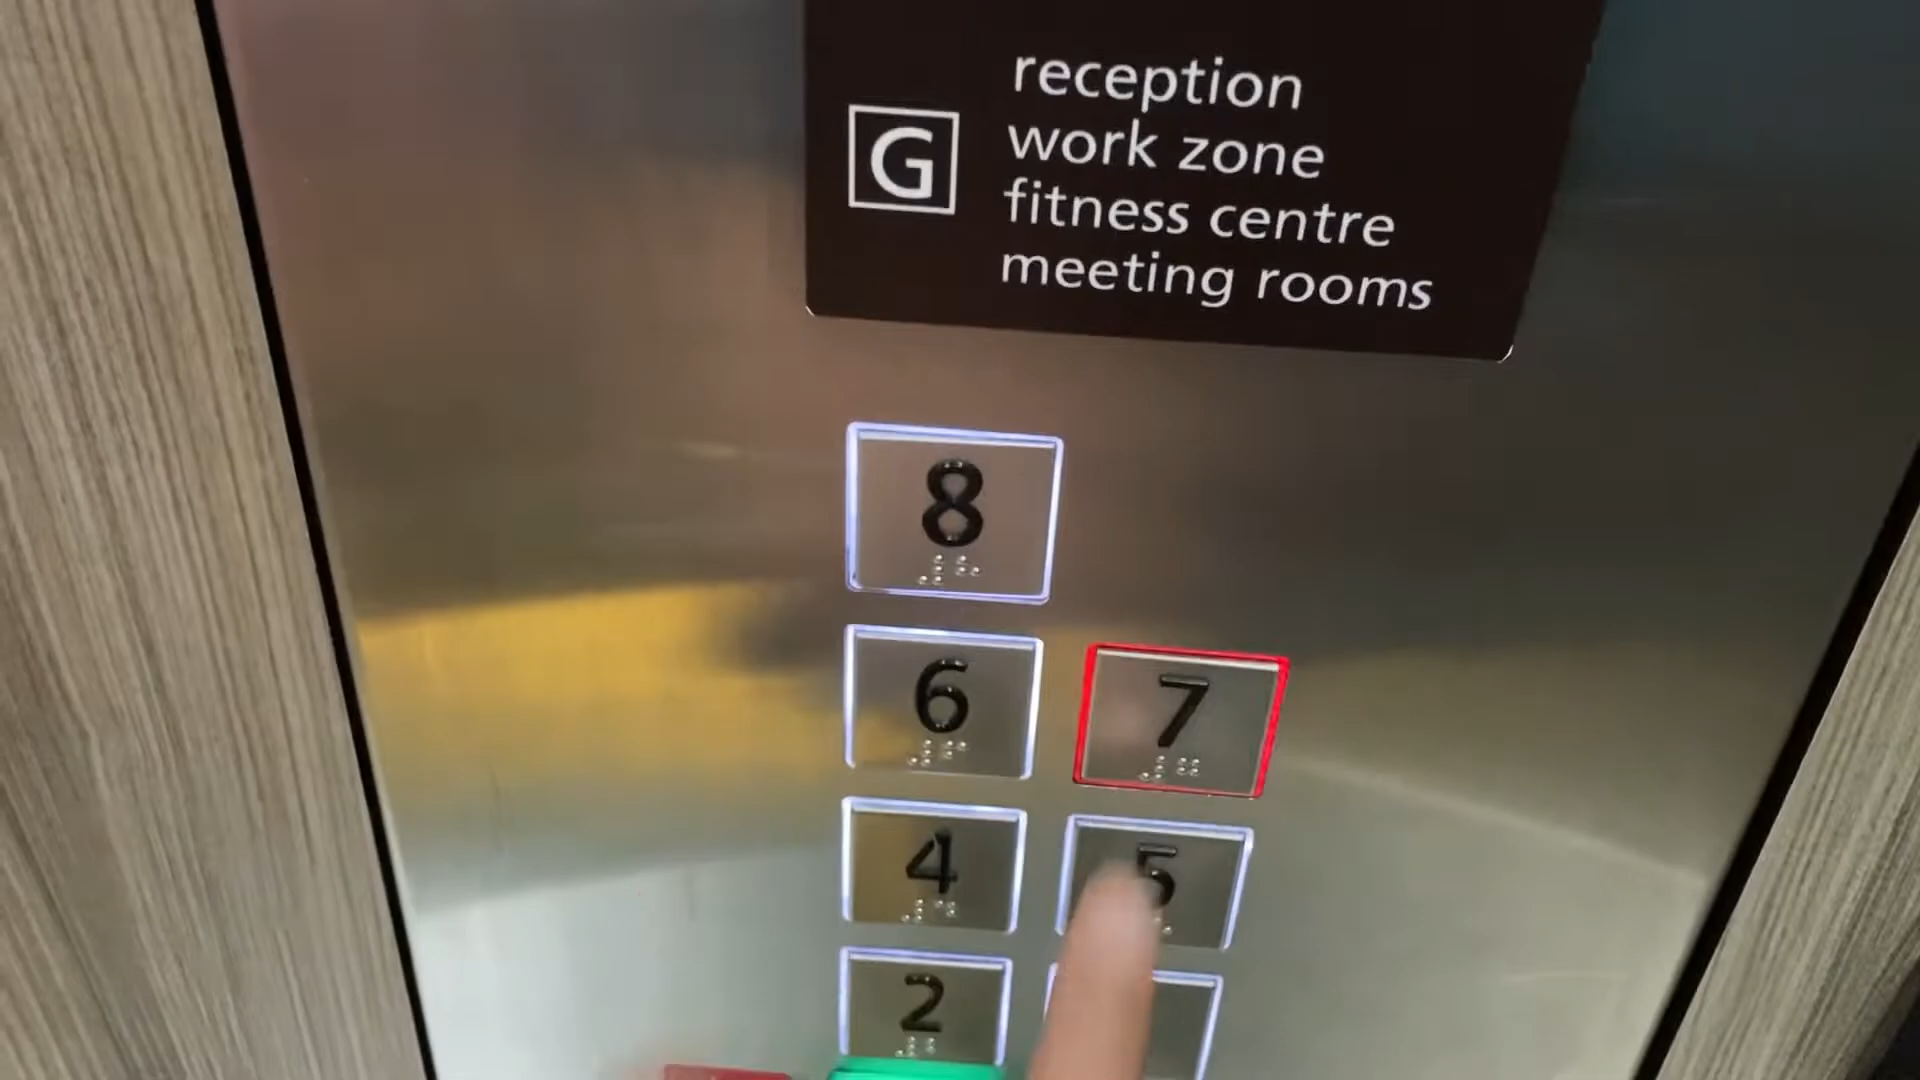 G
reception
work zone
fitness centre
meeting rooms
8
6 7
4 5
2